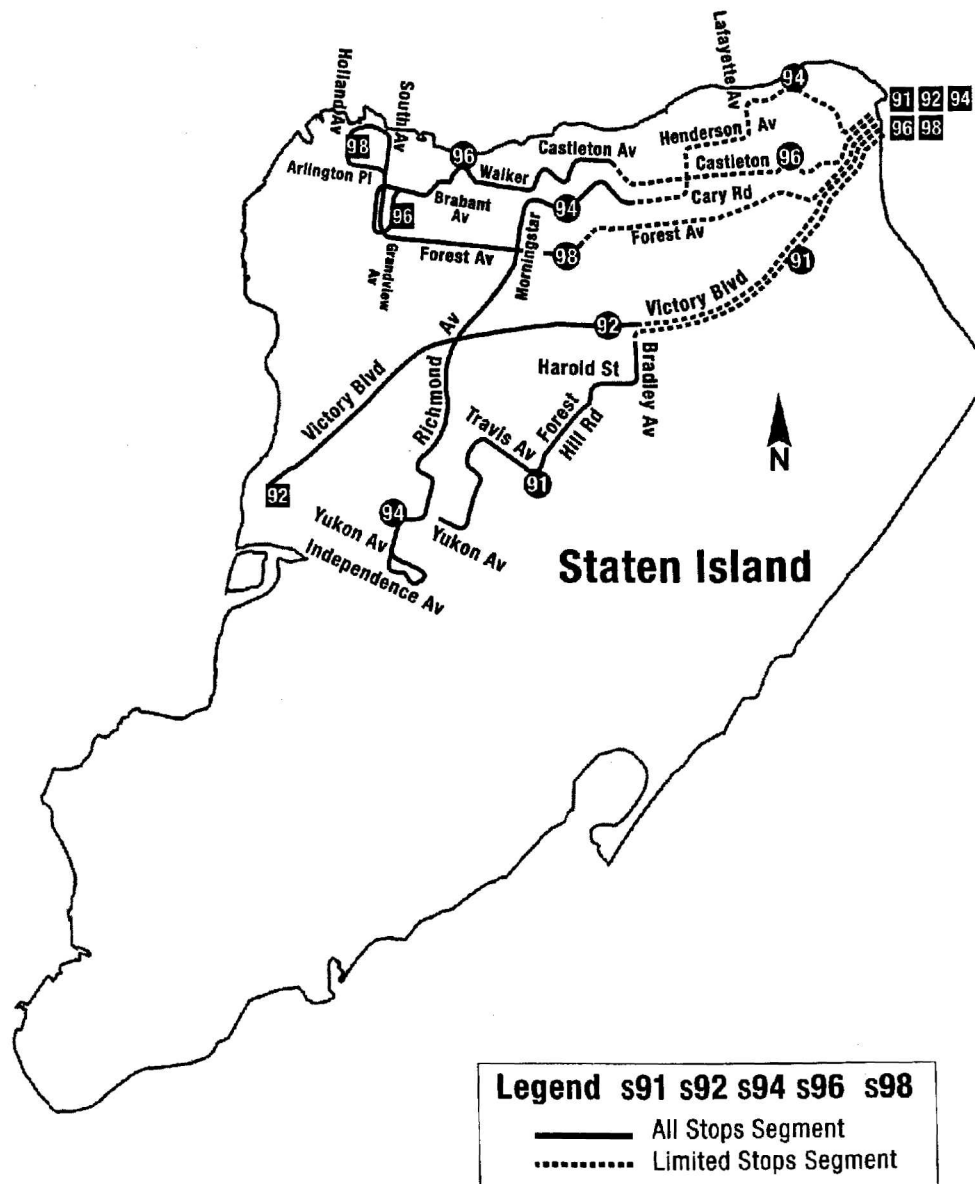 Holland Av
South Av
Lafayette Av
94
91 92 94
96 98
98
Arlington Pl
96
Walker
Castleton Av
Henderson Av
Castleton
96
Cary Rd
Brabant
Av
96
94
Forest Av
Grandview
Av
Forest Av
98
Morningstar
91
Victory Blvd
92
Victory Blvd
Richmond
Av
Harold St
Bradley Av
Forest
Hill Rd
Travis Av
91
92
94
Yukon Av
Yukon Av
Independence Av
N
Staten Island
Legend s91 s92 s94 s96 s98
All Stops Segment
Limited Stops Segment